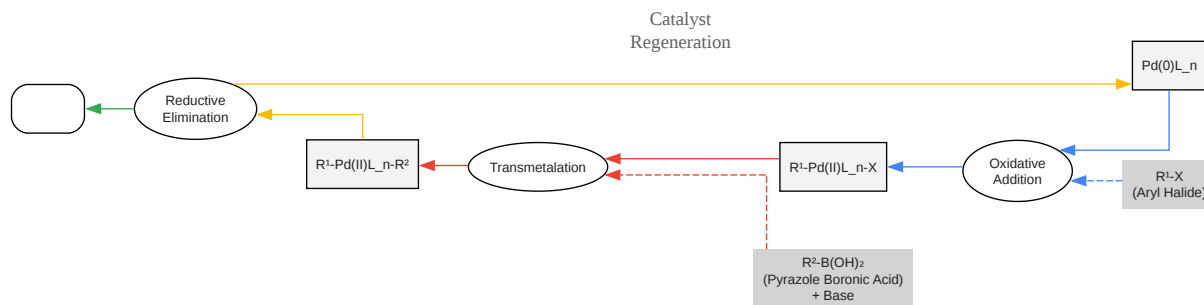 Catalyst
Regeneration
Pd(0)L_n
Reductive
Elimination
R¹-Pd(II)L_n-R²
Transmetalation
R¹-Pd(II)L_n-X
Oxidative
Addition
R¹-X
(Aryl Halide)
R²-B(OH)₂
(Pyrazole Boronic Acid)
+ Base